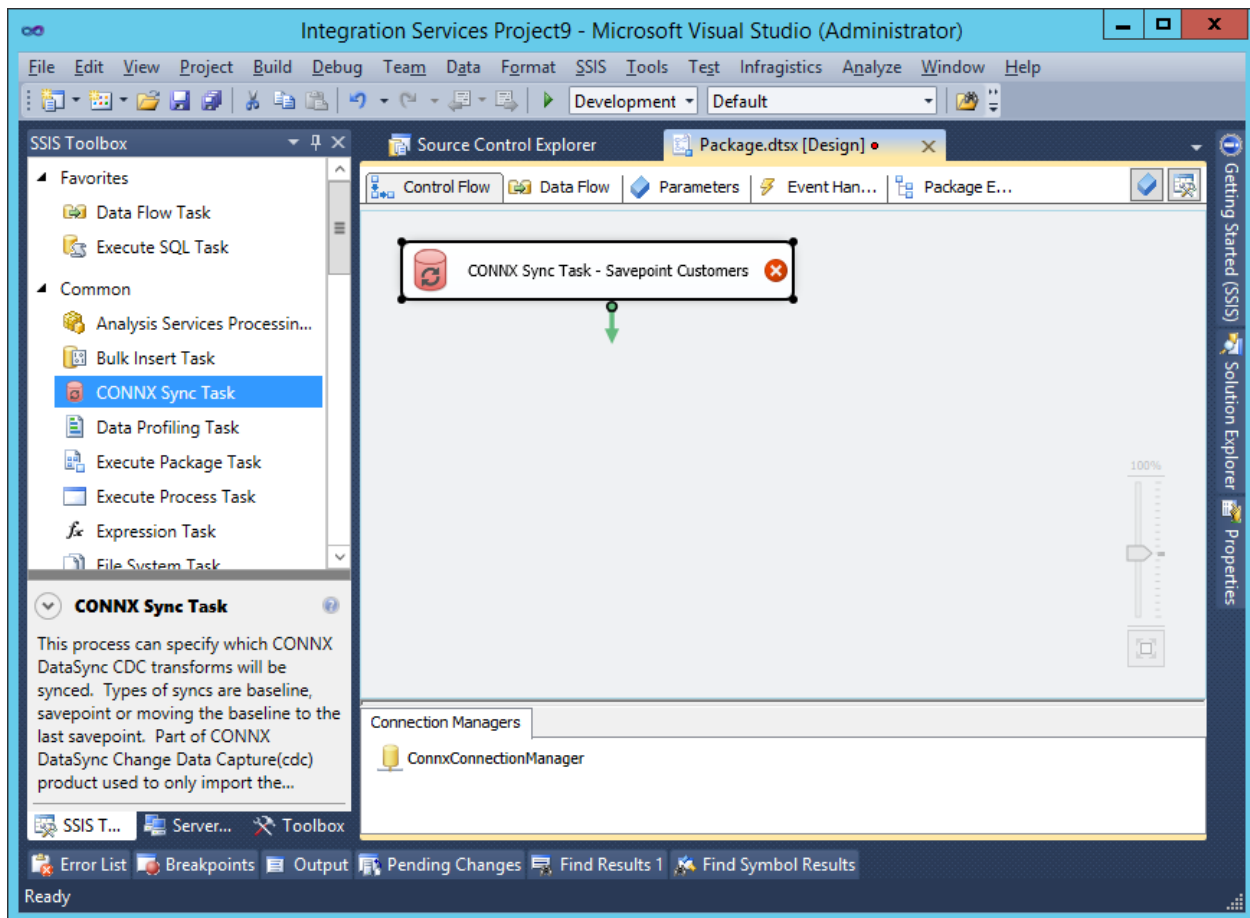 Integration Services Project9 - Microsoft Visual Studio (Administrator)
File Edit View Project Build Debug Team Data Format SSIS Tools Test Infragistics Analyze Window Help
Development Default
SSIS Toolbox
Favorites
Data Flow Task
Execute SQL Task
Common
Analysis Services Processin...
Bulk Insert Task
CONNX Sync Task
Data Profiling Task
Execute Package Task
Execute Process Task
fx Expression Task
File System Task
CONNX Sync Task
This process can specify which CONNX
DataSync CDC transforms will be
synced. Types of syncs are baseline,
savepoint or moving the baseline to the
last savepoint. Part of CONNX
DataSync Change Data Capture(cdc)
product used to only import the...
SSIS T... Server... Toolbox
Source Control Explorer Package.dtsx [Design]
Control Flow Data Flow Parameters Event Han... Package E...
CONNX Sync Task - Savepoint Customers
100%
Connection Managers
ConnxConnectionManager
Getting Started (SSIS)
Solution Explorer
Properties
Error List Breakpoints Output Pending Changes Find Results 1 Find Symbol Results
Ready